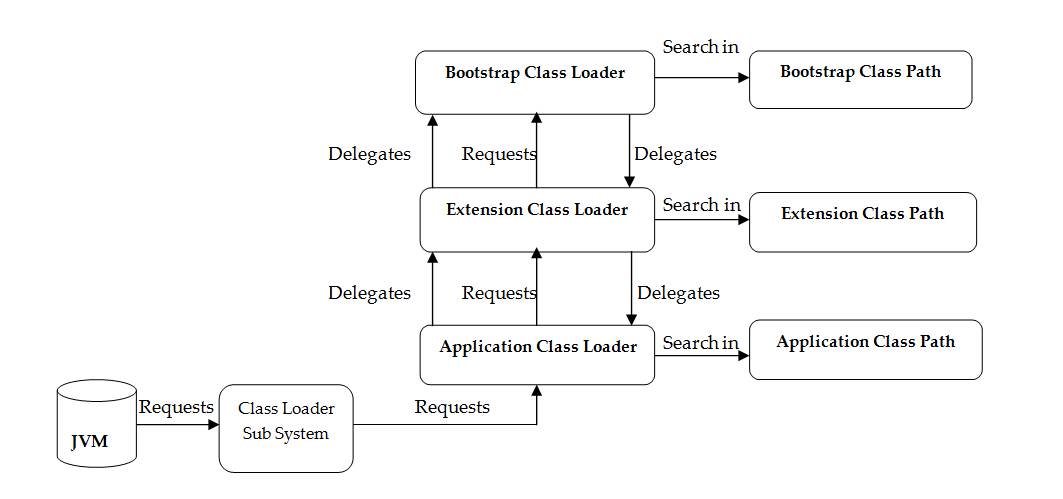 Search in
Bootstrap Class Loader
Bootstrap Class Path
Delegates
Requests
Delegates
Extension Class Loader
Search in
Extension Class Path
Delegates
Requests
Delegates
Application Class Loader
Search in
Application Class Path
JVM
Requests
Class Loader
Sub System
Requests